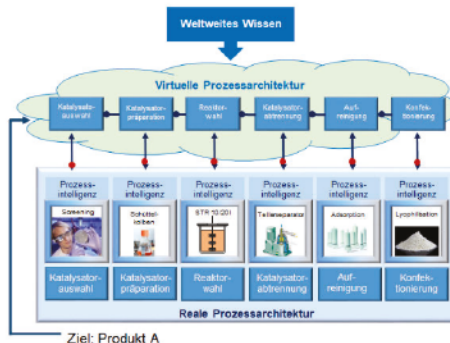 Weltweites Wissen
Virtuelle Prozessarchitektur
Katalysator-
auswahl
Katalysator-
präparation
Reaktor-
wahl
Katalysator-
abtrennung
Auf-
reinigung
Konfek-
tionierung
Prozess-
intelligenz
Prozess-
intelligenz
Prozess-
intelligenz
Prozess-
intelligenz
Prozess-
intelligenz
Prozess-
intelligenz
Screening
Schüttel-
kolben
STR 10/20 l
Tellerseparator
Adsorption
Lyophilisation
Katalysator-
auswahl
Katalysator-
präparation
Reaktor-
wahl
Katalysator-
abtrennung
Auf-
reinigung
Konfek-
tionierung
Reale Prozessarchitektur
Ziel: Produkt A